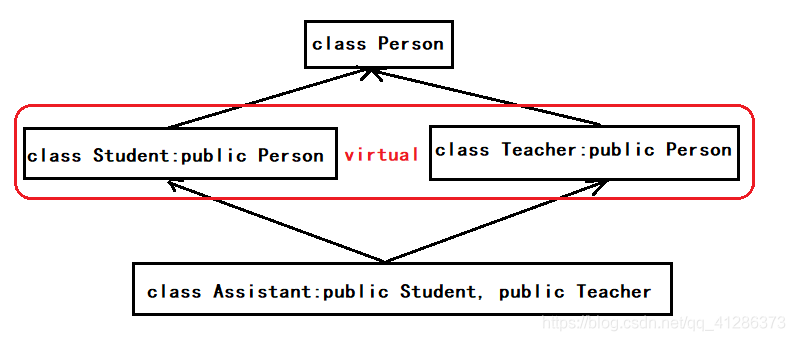 class Person
class Student:public Person
virtual
class Teacher:public Person
class Assistant:public Student, public Teacher
https://blog.csdn.net/qq_41286373